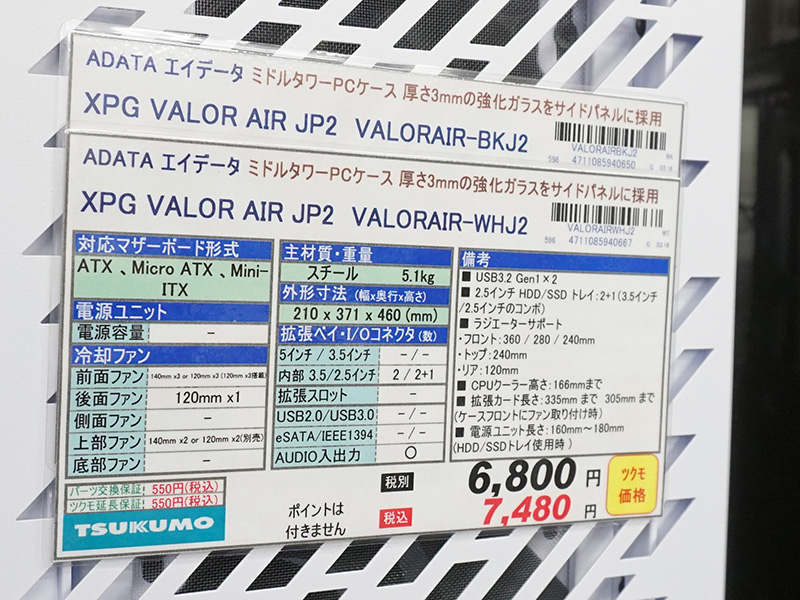 ADATA エイデータ ミドルタワーPCケース 厚さ3mmの強化ガラスをサイドパネルに採用
XPG VALOR AIR JP2 VALORAIR-BKJ2
VALORAIRBKJ2 BK
596 4711085940650 G 02:16
ADATA エイデータ ミドルタワーPCケース 厚さ3mmの強化ガラスをサイドパネルに採用
XPG VALOR AIR JP2 VALORAIR-WHJ2
VALORAIRWHJ2 WT
596 4711085940667 G 02:16
対応マザーボード形式
ATX 、Micro ATX 、Mini-
ITX
電源ユニット
電源容量 -
冷却ファン
前面ファン 140mm x3 or 120mm x3 (120mm x3搭載)
後面ファン 120mm x1
側面ファン -
上部ファン 140mm x2 or 120mm x2(別売)
底部ファン -
主材質・重量
スチール 5.1kg
外形寸法 (幅x奥行x高さ)
210 x 371 x 460 (mm)
拡張ベイ・I/Oコネクタ (数)
5インチ / 3.5インチ - / -
内部 3.5/2.5インチ 2 / 2+1
拡張スロット -
USB2.0/USB3.0 - / -
eSATA/IEEE1394 - / -
AUDIO入出力 〇
備考
■ USB3.2 Gen1×2
■ 2.5インチ HDD/SSD トレイ:2+1(3.5インチ
/2.5インチのコンボ)
■ ラジエーターサポート
・フロント:360 / 280 / 240mm
・トップ:240mm
・リア:120mm
■ CPUクーラー高さ:166mmまで
■ 拡張カード長さ:335mm まで 305mm まで
(ケースフロントにファン取り付け時)
■ 電源ユニット長さ:160mm～180mm
(HDD/SSDトレイ使用時 )
パーツ交換保証 550円(税込)
ツクモ延長保証 550円(税込)
TSUKUMO
ポイントは
付きません
税別 6,800 円
税込 7,480 円
ツクモ
価格